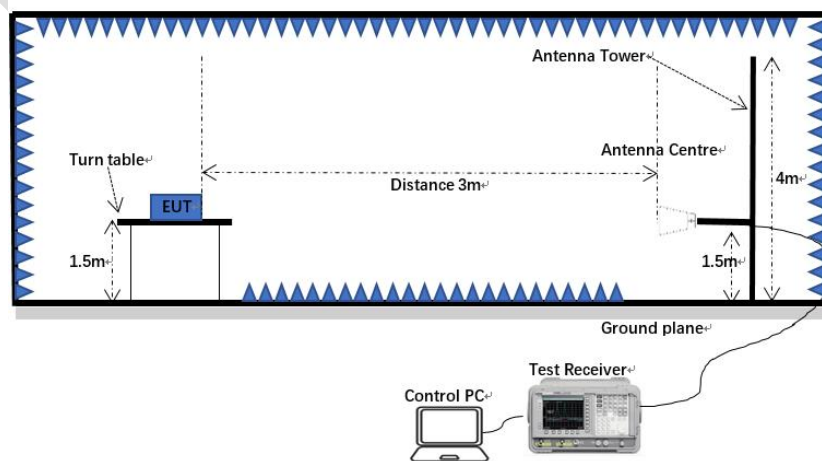 Antenna Tower
Antenna Centre
Turn table
Distance 3m
4m
EUT
1.5m
1.5m
Ground plane
Test Receiver
Control PC